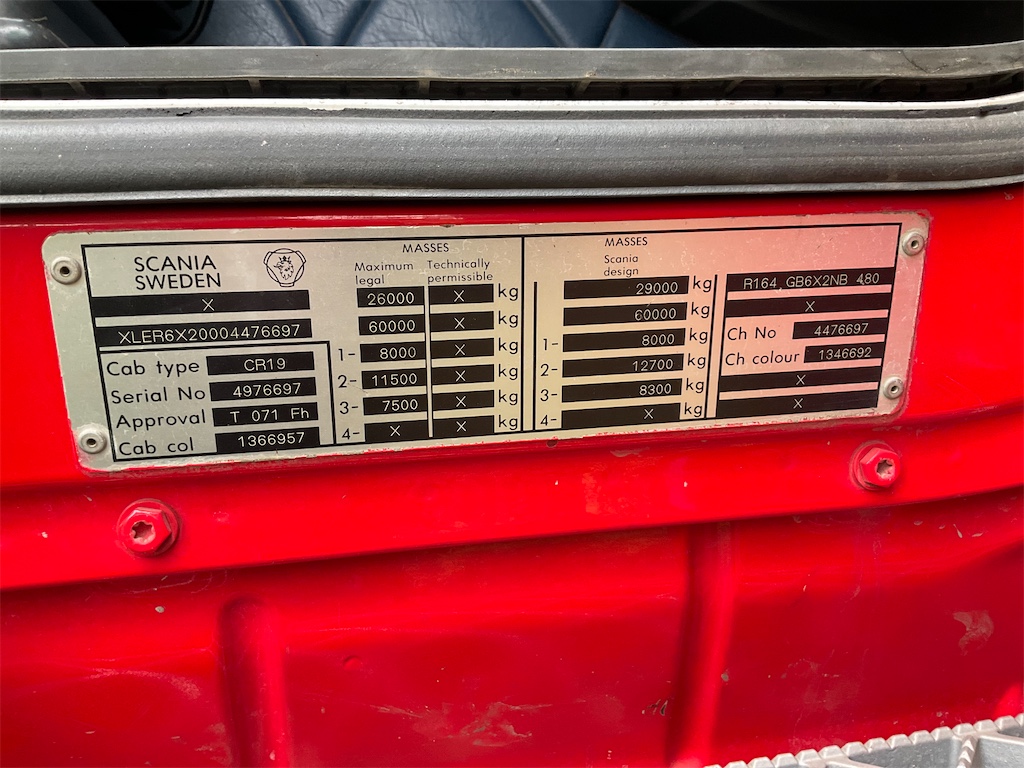 SCANIA
SWEDEN
X
XLER6X20004476697
Cab type CR19
Serial No 4976697
Approval T 071 Fh
Cab col 1366957
MASSES
Maximum legal
Technically permissible
26000 X kg
60000 X kg
1- 8000 X kg
2- 11500 X kg
3- 7500 X kg
4- X X kg
MASSES
Scania
design
29000 kg
60000 kg
1- 8000 kg
2- 12700 kg
3- 8300 kg
4- X kg
R164 GB6X2NB 480
X
Ch No 4476697
Ch colour 1346692
X
X